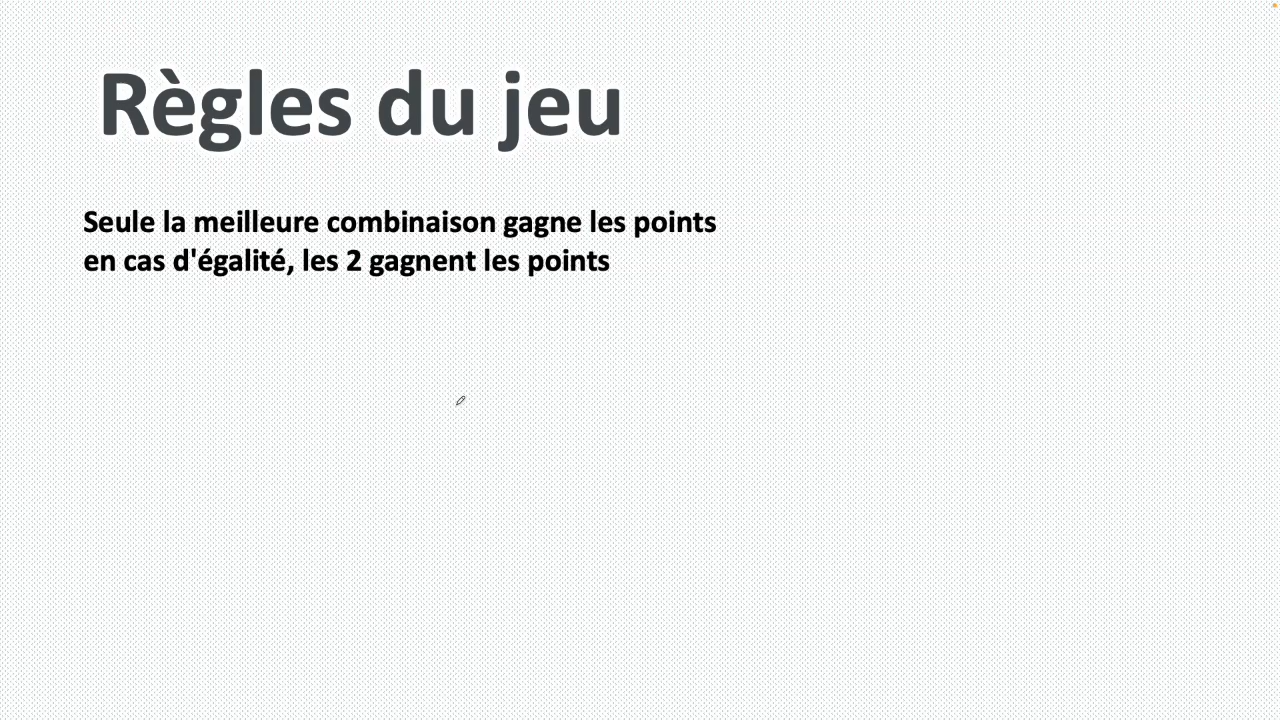 Règles du jeu
Seule la meilleure combinaison gagne les points
en cas d'égalité, les 2 gagnent les points